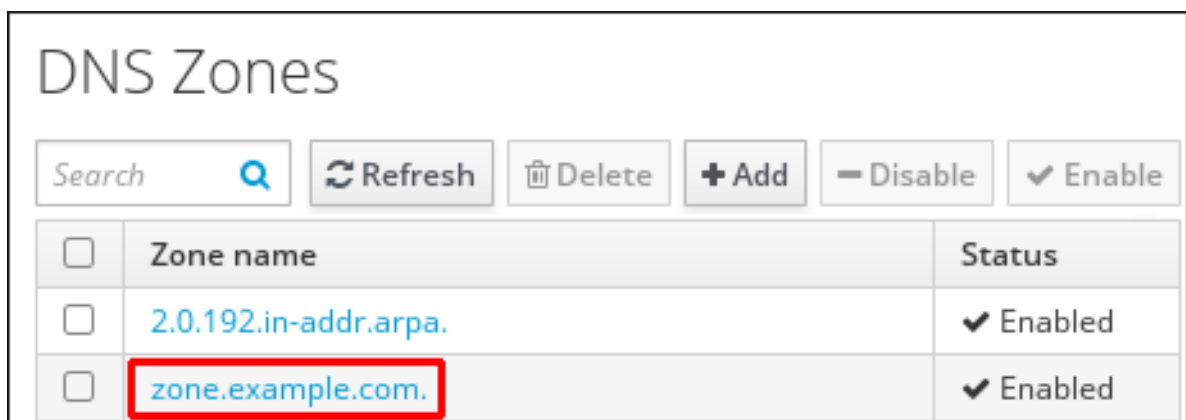 DNS Zones
Search Refresh Delete Add Disable Enable
Zone name Status
2.0.192.in-addr.arpa. Enabled
zone.example.com. Enabled